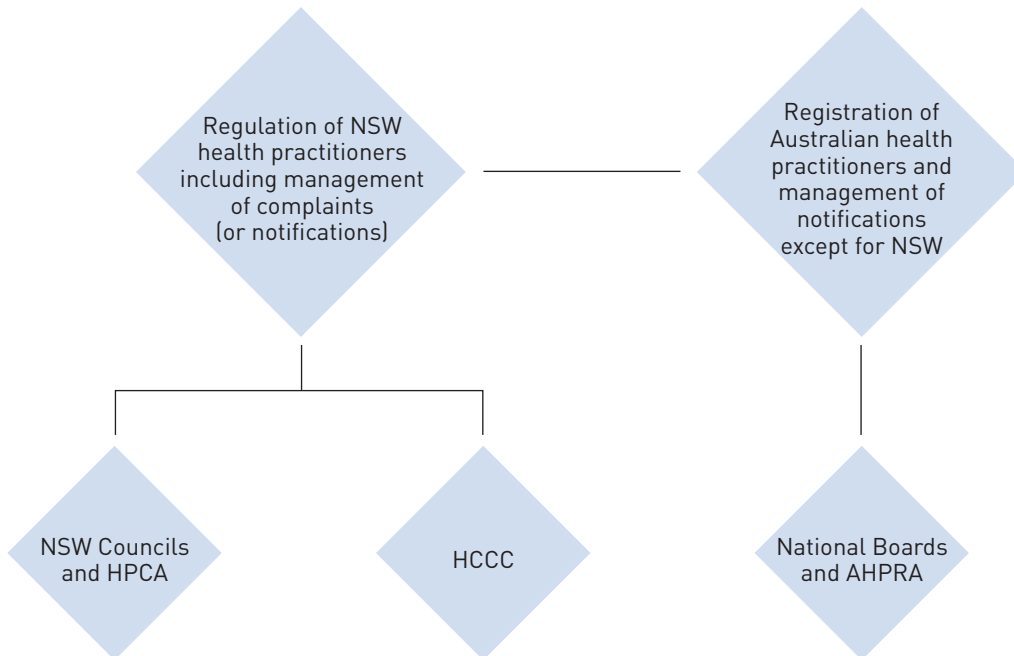 Regulation of NSW
health practitioners
including management
of complaints
(or notifications)
Registration of
Australian health
practitioners and
management of
notifications
except for NSW
NSW Councils
and HPCA
HCCC
National Boards
and AHPRA